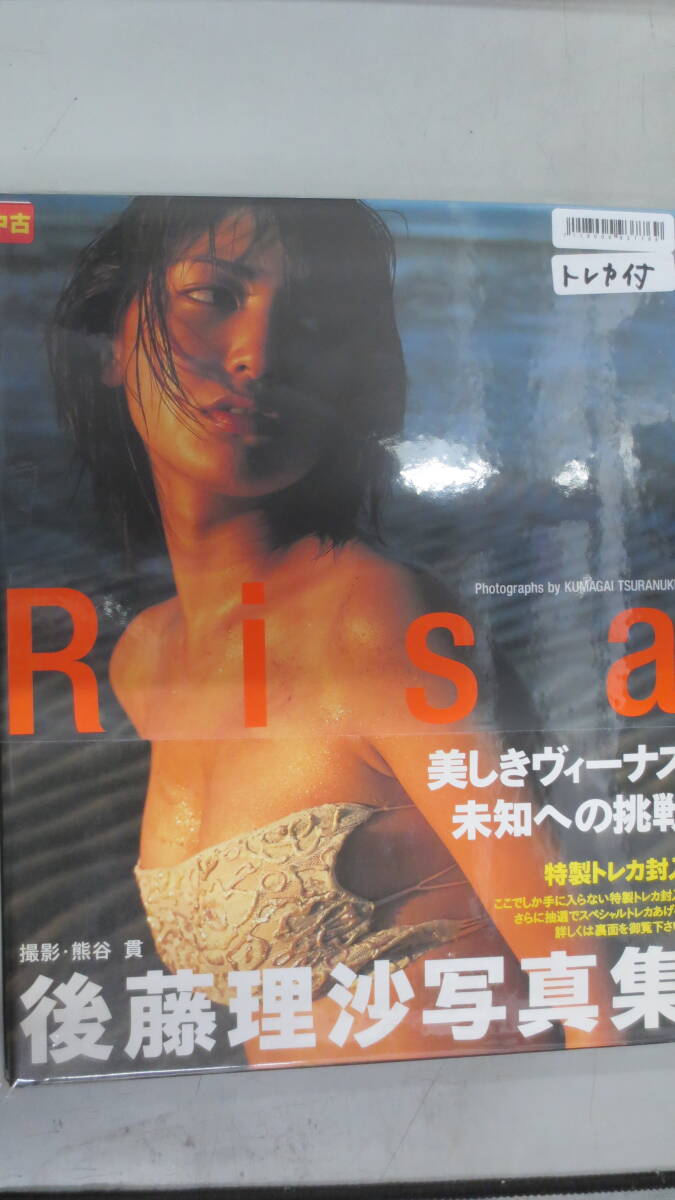 中古
トレカ付
Photographs by KUMAGAI TSURANUKI
Risa
美しきヴィーナス
未知への挑戦
特製トレカ封入
ここでしか手に入らない特製トレカ封入
さらに抽選でスペシャルトレカあげ
詳しくは裏面を御覧下さい
撮影・熊谷 貫
後藤理沙写真集